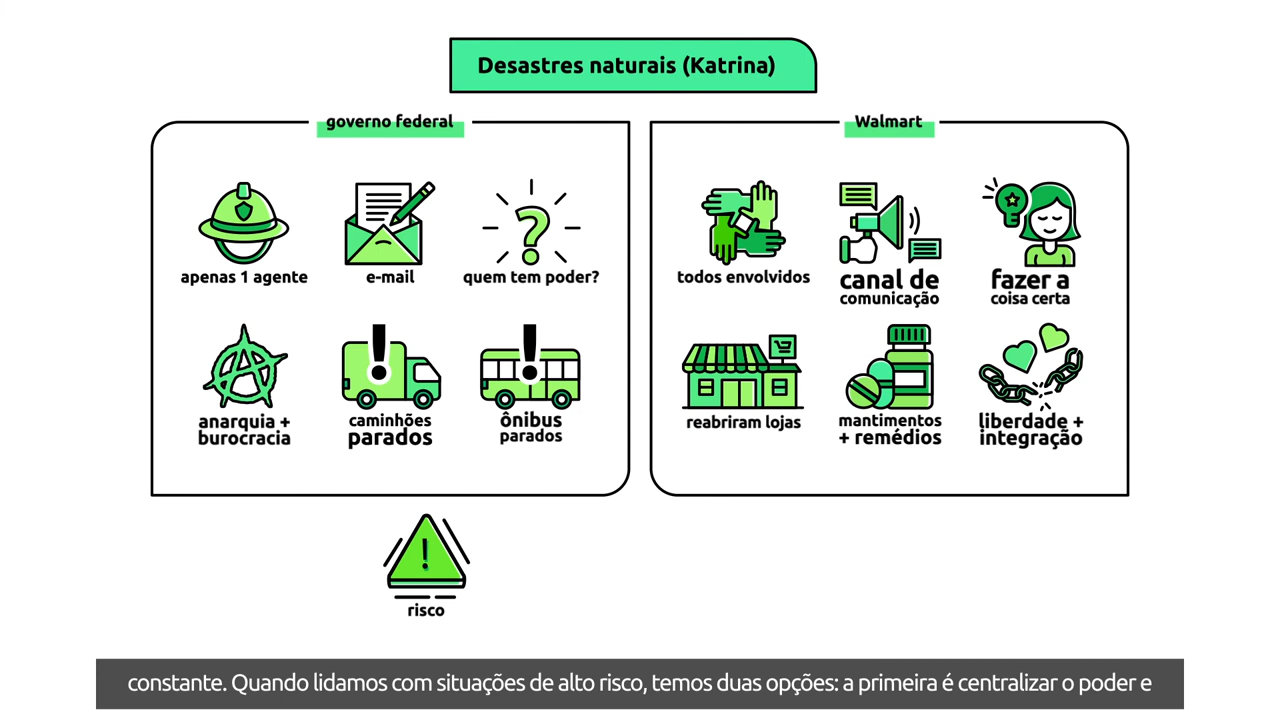 Desastres naturais (Katrina)
governo federal
apenas 1 agente
e-mail
quem tem poder?
anarquia +
burocracia
caminhões
parados
ônibus
parados
Walmart
todos envolvidos
canal de
comunicação
fazer a
coisa certa
reabriram lojas
mantimentos
+ remédios
liberdade +
integração
risco
constante. Quando lidamos com situações de alto risco, temos duas opções: a primeira é centralizar o poder e